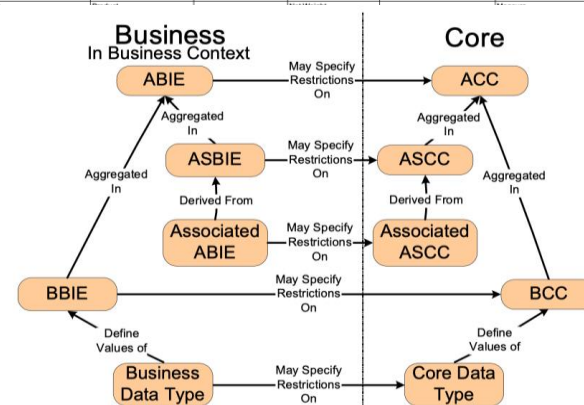 Business
In Business Context
Core
ABIE
May Specify
Restrictions
On
ACC
Aggregated
In
Aggregated
In
ASBIE
May Specify
Restrictions
On
ASCC
Aggregated
In
Aggregated
In
Derived From
Derived From
Associated
ABIE
May Specify
Restrictions
On
Associated
ASCC
BBIE
May Specify
Restrictions
On
BCC
Define
Values of
Define
Values of
Business
Data Type
May Specify
Restrictions
On
Core Data
Type